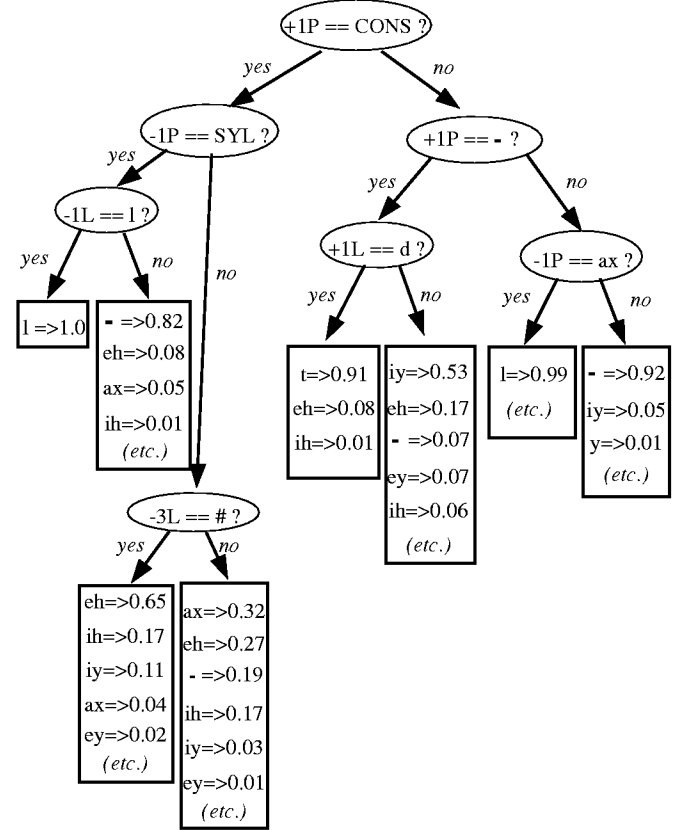 +1P == CONS ?
yes
no
-1P == SYL ?
+1P == - ?
yes
no
yes
no
-1L == l ?
+1L == d ?
-1P == ax ?
yes
no
yes
no
yes
no
l =>1.0
- =>0.82
eh=>0.08
ax=>0.05
ih=>0.01
(etc.)
t=>0.91
eh=>0.08
ih=>0.01
iy=>0.53
eh=>0.17
- =>0.07
ey=>0.07
ih=>0.06
(etc.)
l=>0.99
(etc.)
- =>0.92
iy=>0.05
y=>0.01
(etc.)
-3L == # ?
yes
no
eh=>0.65
ih=>0.17
iy=>0.11
ax=>0.04
ey=>0.02
(etc.)
ax=>0.32
eh=>0.27
- =>0.19
ih=>0.17
iy=>0.03
ey=>0.01
(etc.)